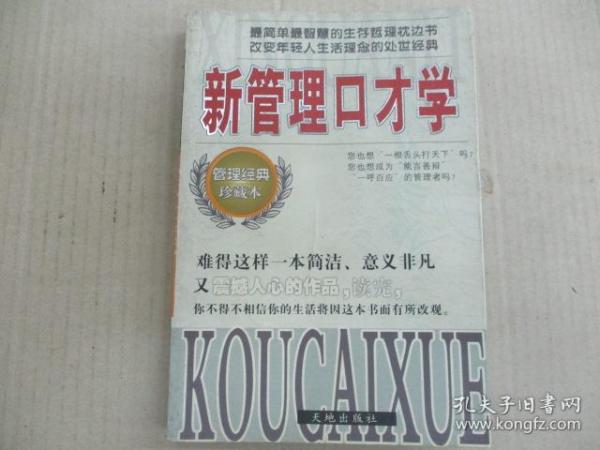 最简单最智慧的生存哲理枕边书
改变年轻人生活理念的处世经典
新管理口才学
您也想“一根舌头打天下”吗？
您也想成为“能言善辩”
“一呼百应”的管理者吗？
管理经典
珍藏本
难得这样一本简洁、意义非凡
又震撼人心的作品，读完，
你不得不相信你的生活将因这本书而有所改观。
KOUCAIXUE
天地出版社
孔夫子旧书网